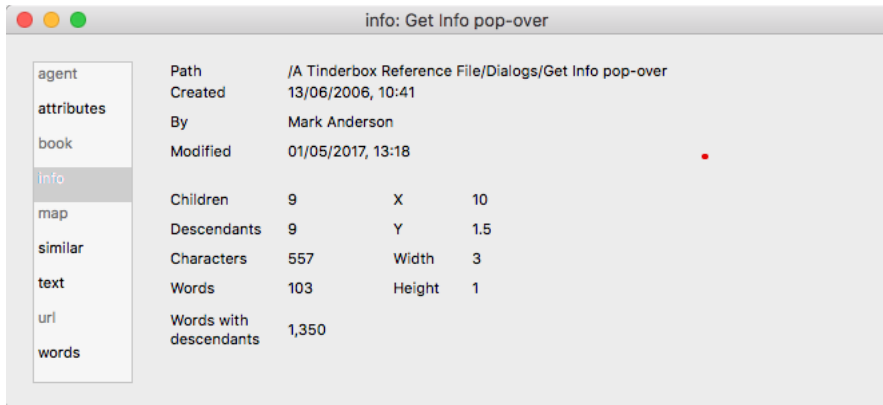 info: Get Info pop-over
agent
attributes
book
info
map
similar
text
url
words
Path /A Tinderbox Reference File/Dialogs/Get Info pop-over
Created 13/06/2006, 10:41
By Mark Anderson
Modified 01/05/2017, 13:18
Children 9 X 10
Descendants 9 Y 1.5
Characters 557 Width 3
Words 103 Height 1
Words with
descendants 1,350